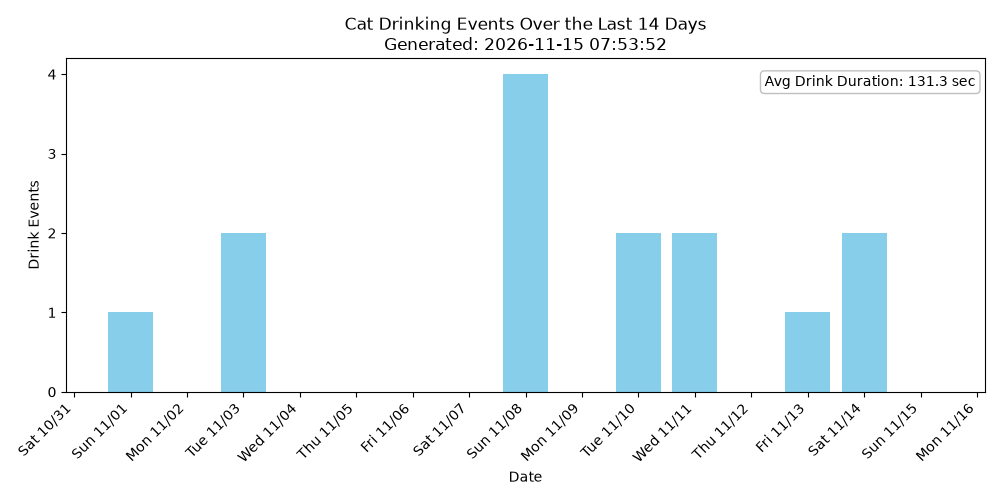 Cat Drinking Events Over the Last 14 Days
Generated: 2026-11-15 07:53:52
Avg Drink Duration: 131.3 sec
Drink Events
4
3
2
1
0
Sat 10/31
Sun 11/01
Mon 11/02
Tue 11/03
Wed 11/04
Thu 11/05
Fri 11/06
Sat 11/07
Sun 11/08
Mon 11/09
Tue 11/10
Wed 11/11
Thu 11/12
Fri 11/13
Sat 11/14
Sun 11/15
Mon 11/16
Date